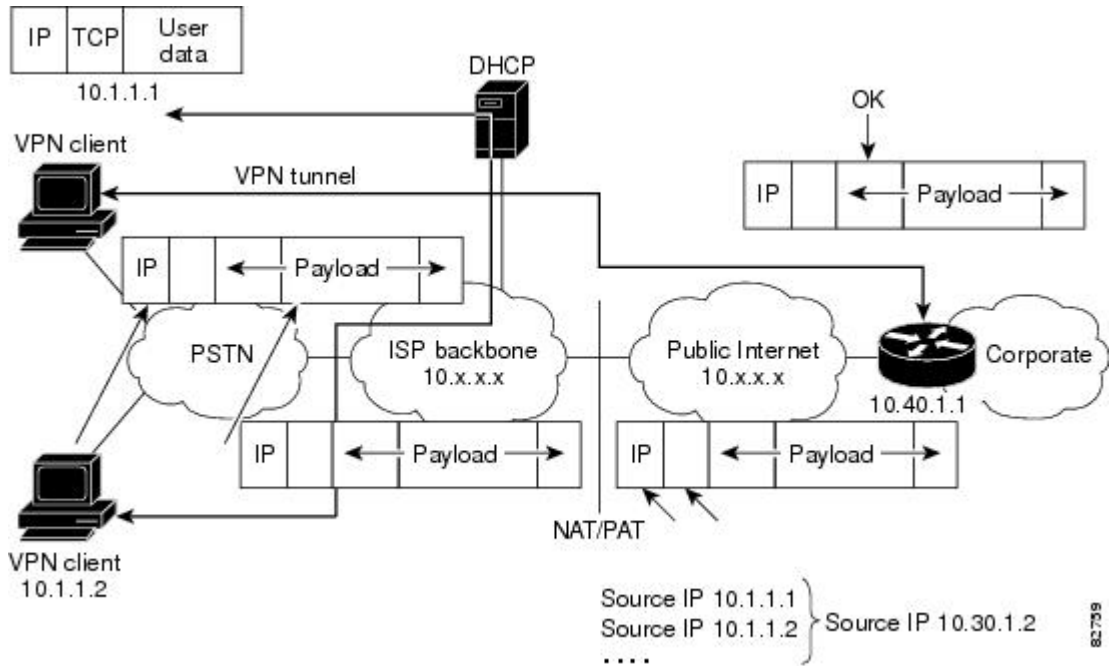 IP TCP User data
10.1.1.1
DHCP
OK
VPN client
VPN tunnel
IP Payload
IP Payload
PSTN
ISP backbone
10.x.x.x
Public Internet
10.x.x.x
Corporate
10.40.1.1
IP Payload
IP Payload
NAT/PAT
VPN client
10.1.1.2
Source IP 10.1.1.1
Source IP 10.1.1.2
....
Source IP 10.30.1.2
82759